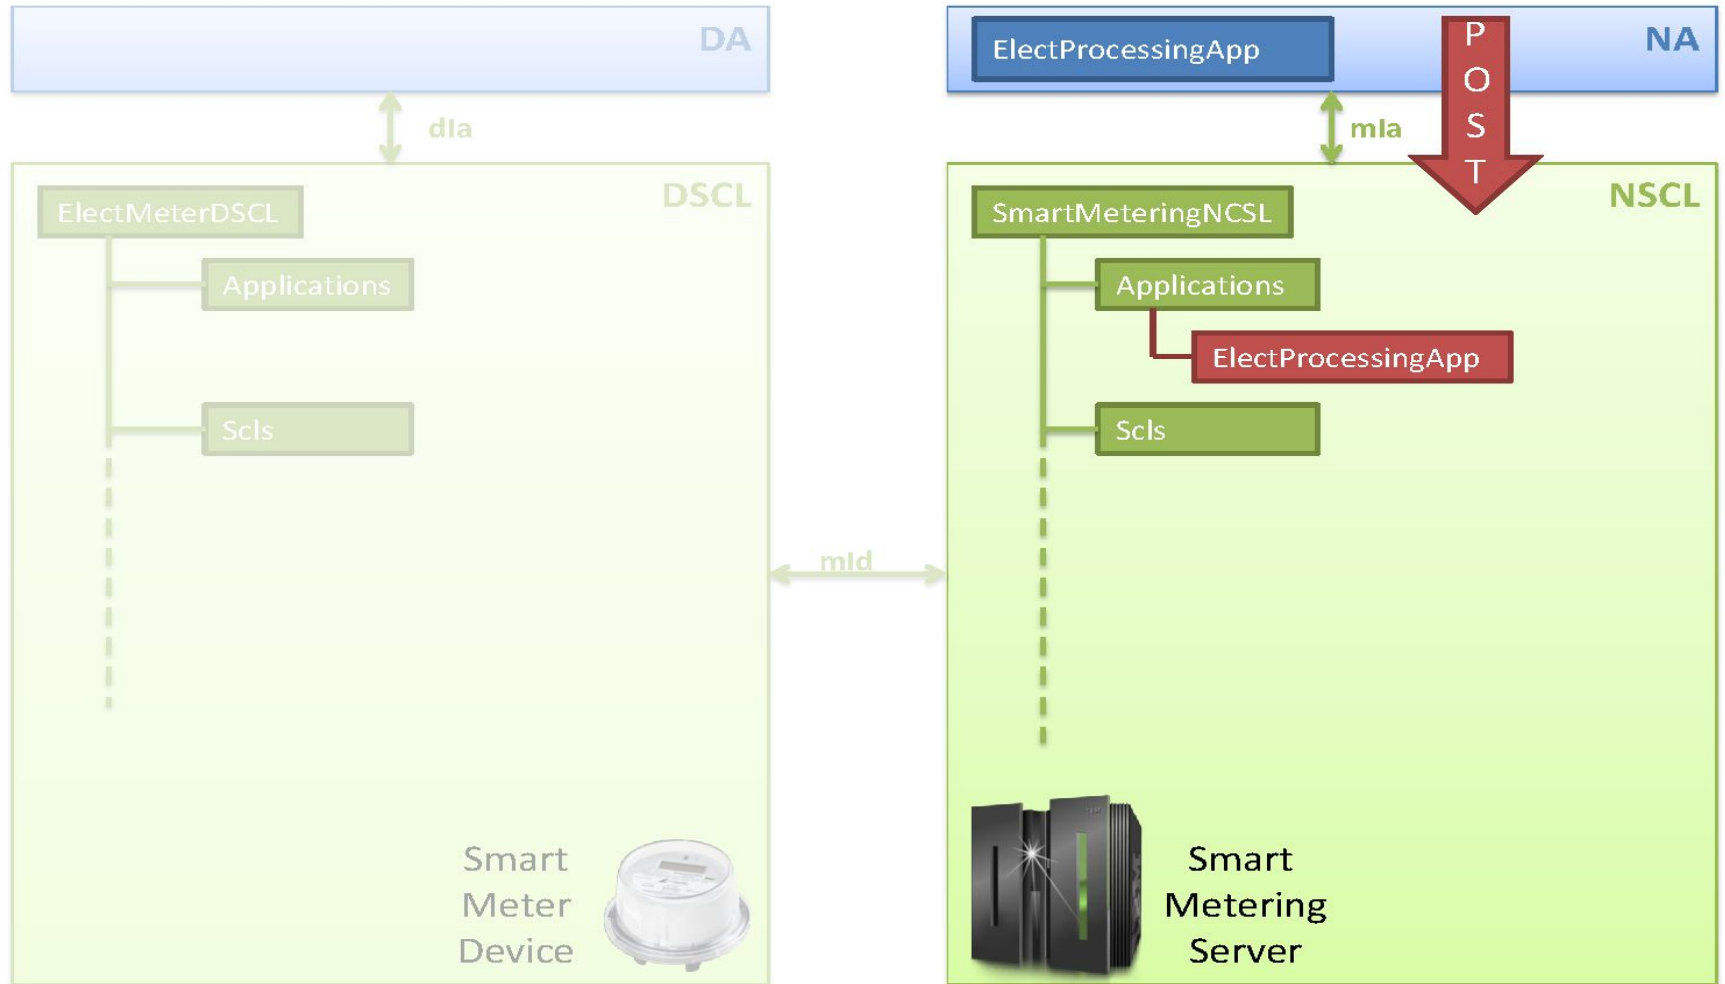 DA
dIa
DSCL
ElectMeterDSCL
Applications
Scls
Smart
Meter
Device
mId
ElectProcessingApp
NA
P
O
S
T
mIa
NSCL
SmartMeteringNCSL
Applications
ElectProcessingApp
Scls
Smart
Metering
Server